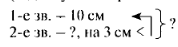 1-е зв. – 10 см
2-е зв. – ?, на 3 см <
?